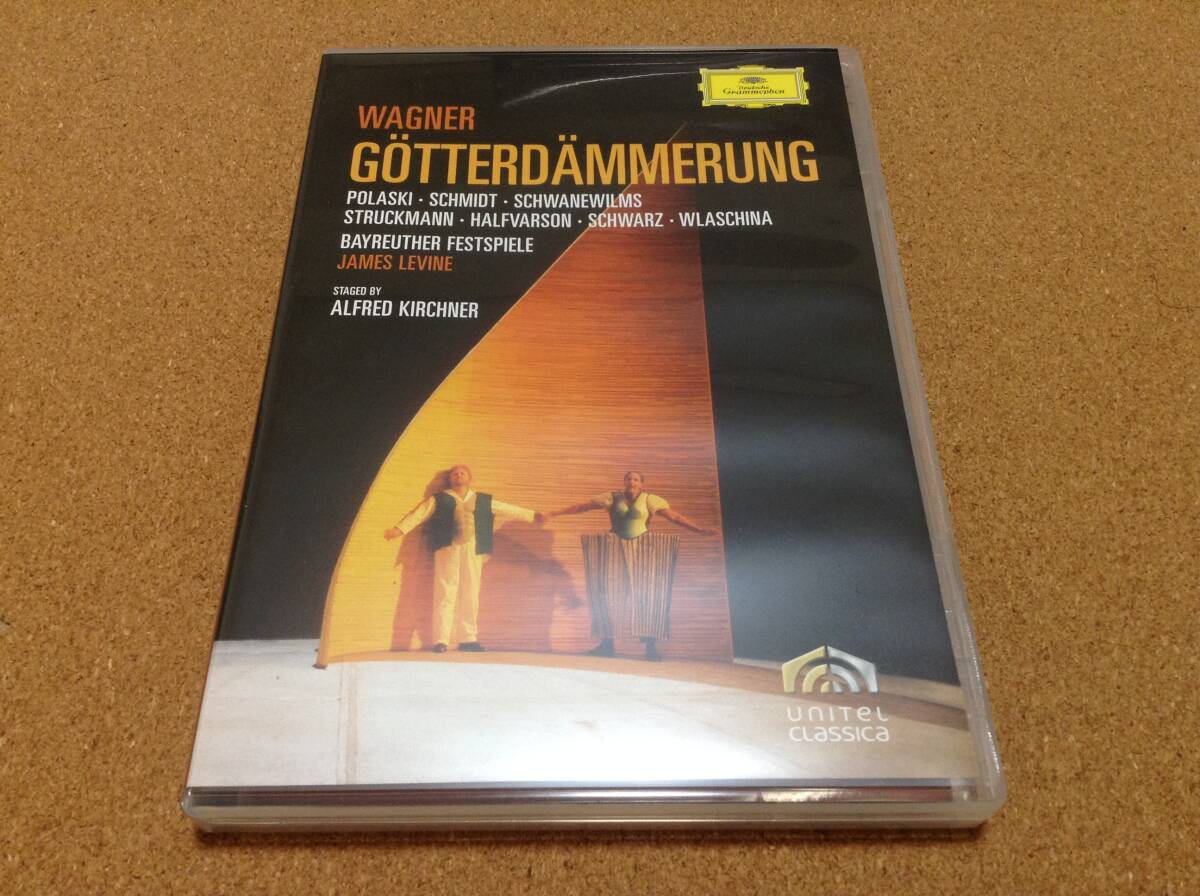 Deutsche
Grammophon
WAGNER
GÖTTERDÄMMERUNG
POLASKI · SCHMIDT · SCHWANEWILMS
STRUCKMANN · HALFVARSON · SCHWARZ · WLASCHINA
BAYREUTHER FESTSPIELE
JAMES LEVINE
STAGED BY
ALFRED KIRCHNER
UNITEL
CLASSICA